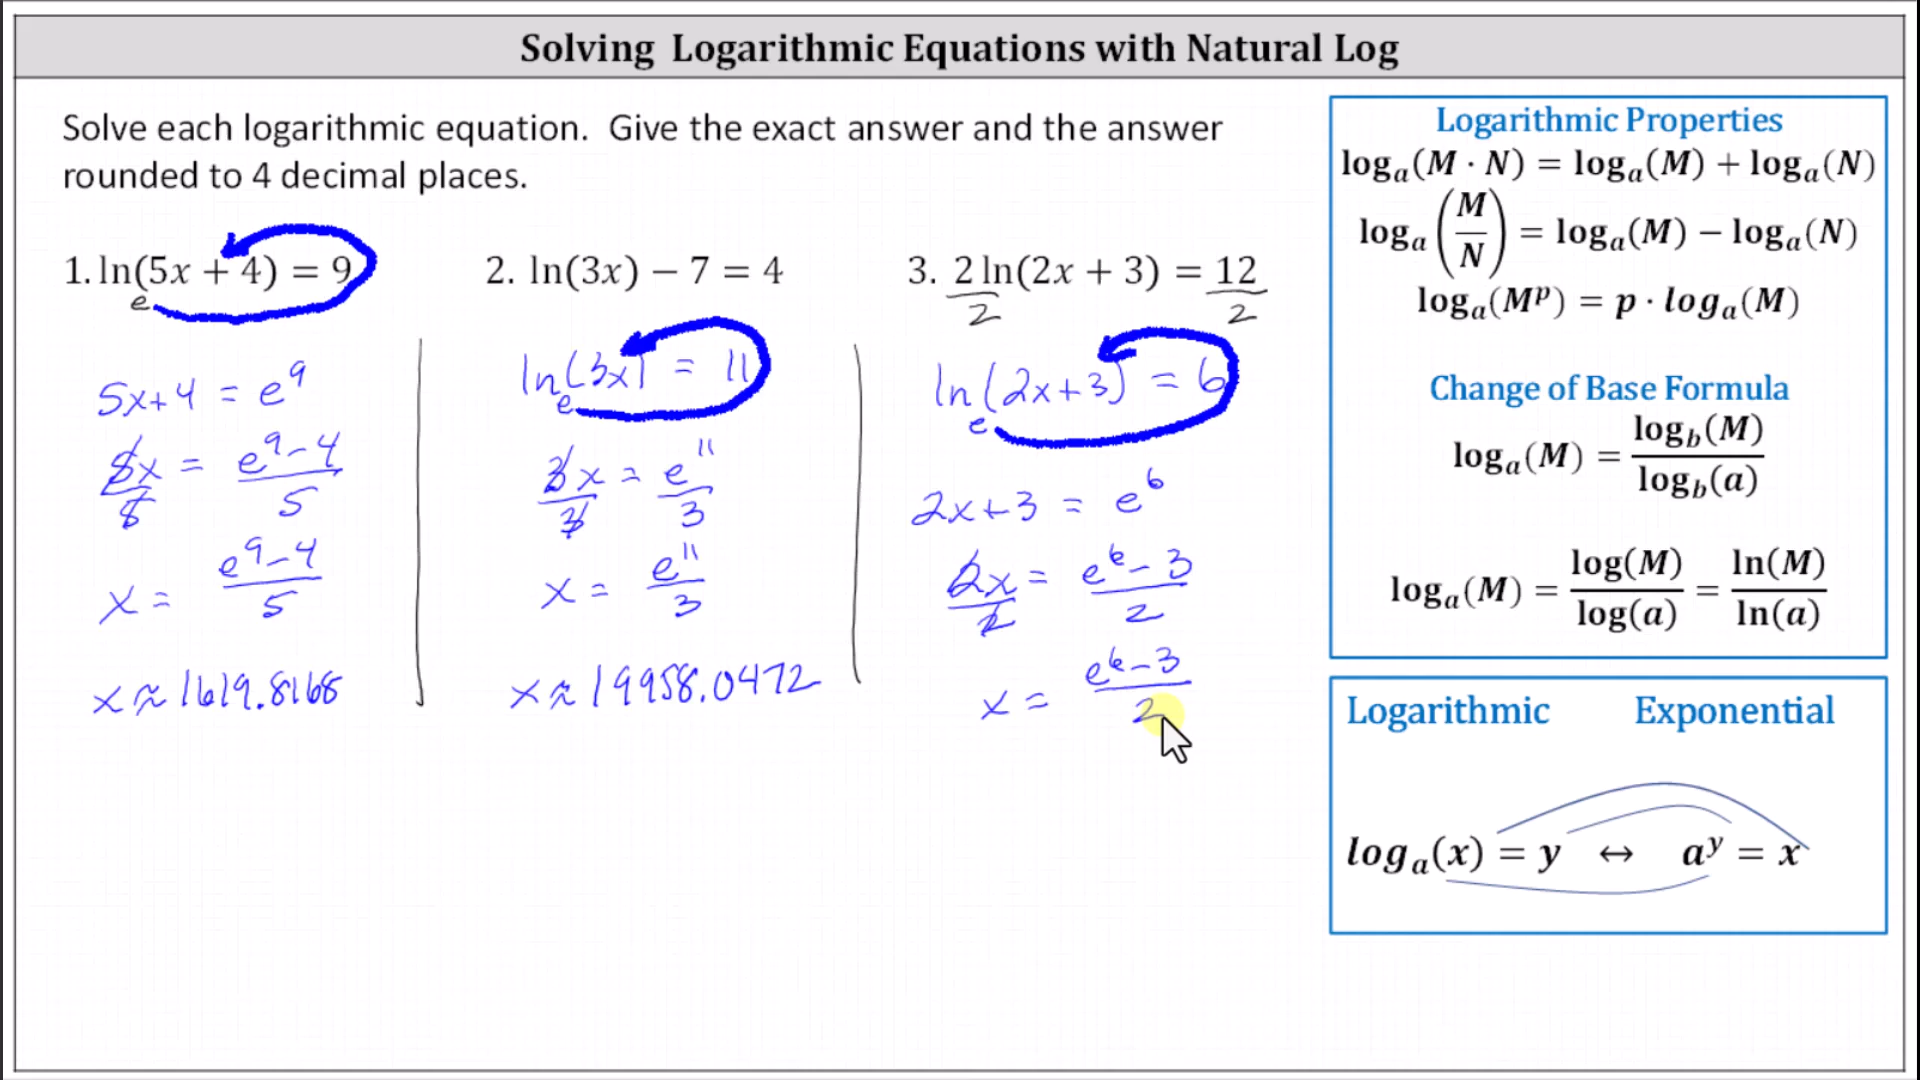 Solving Logarithmic Equations with Natural Log
Solve each logarithmic equation. Give the exact answer and the answer
rounded to 4 decimal places.
1. ln(5x + 4) = 9
e
5x+4 = e^9
5x/5 = (e^9-4)/5
x = (e^9-4)/5
x ≈ 1619.8168
2. ln(3x) − 7 = 4
ln(3x) = 11
e
3x/3 = e^11/3
x = e^11/3
x ≈ 19958.0472
3. 2 ln(2x + 3) = 12
2 2
ln(2x+3) = 6
e
2x+3 = e^6
2x/2 = (e^6-3)/2
x = (e^6-3)/2
Logarithmic Properties
log_a(M · N) = log_a(M) + log_a(N)
log_a(M/N) = log_a(M) − log_a(N)
log_a(M^p) = p · log_a(M)
Change of Base Formula
log_a(M) = log_b(M)/log_b(a)
log_a(M) = log(M)/log(a) = ln(M)/ln(a)
Logarithmic Exponential
log_a(x) = y ↔ a^y = x